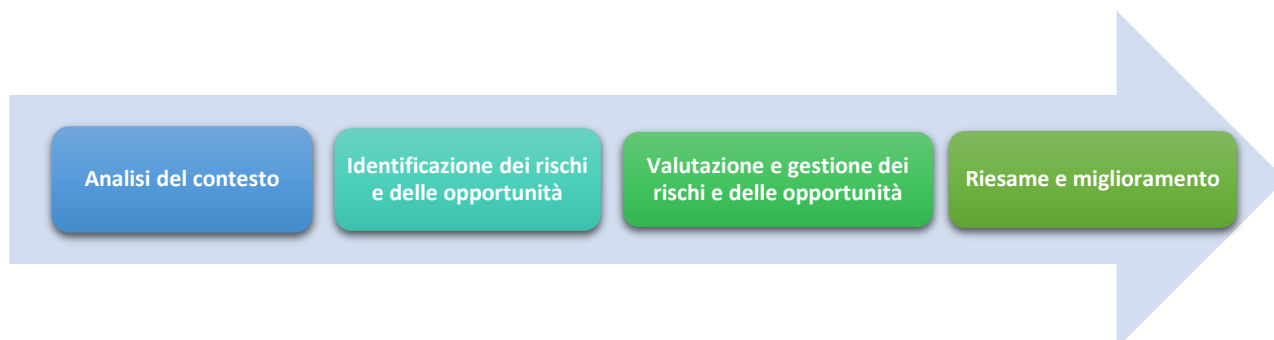 Analisi del contesto
Identificazione dei rischi
e delle opportunità
Valutazione e gestione dei
rischi e delle opportunità
Riesame e miglioramento